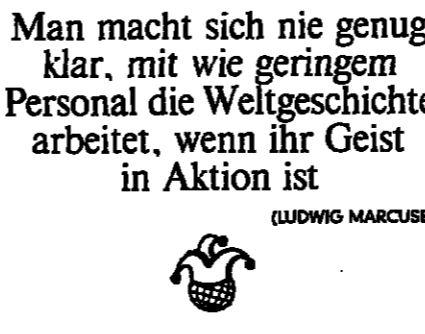 Man macht sich nie genug
klar, mit wie geringem
Personal die Weltgeschichte
arbeitet, wenn ihr Geist
in Aktion ist
(LUDWIG MARCUSE